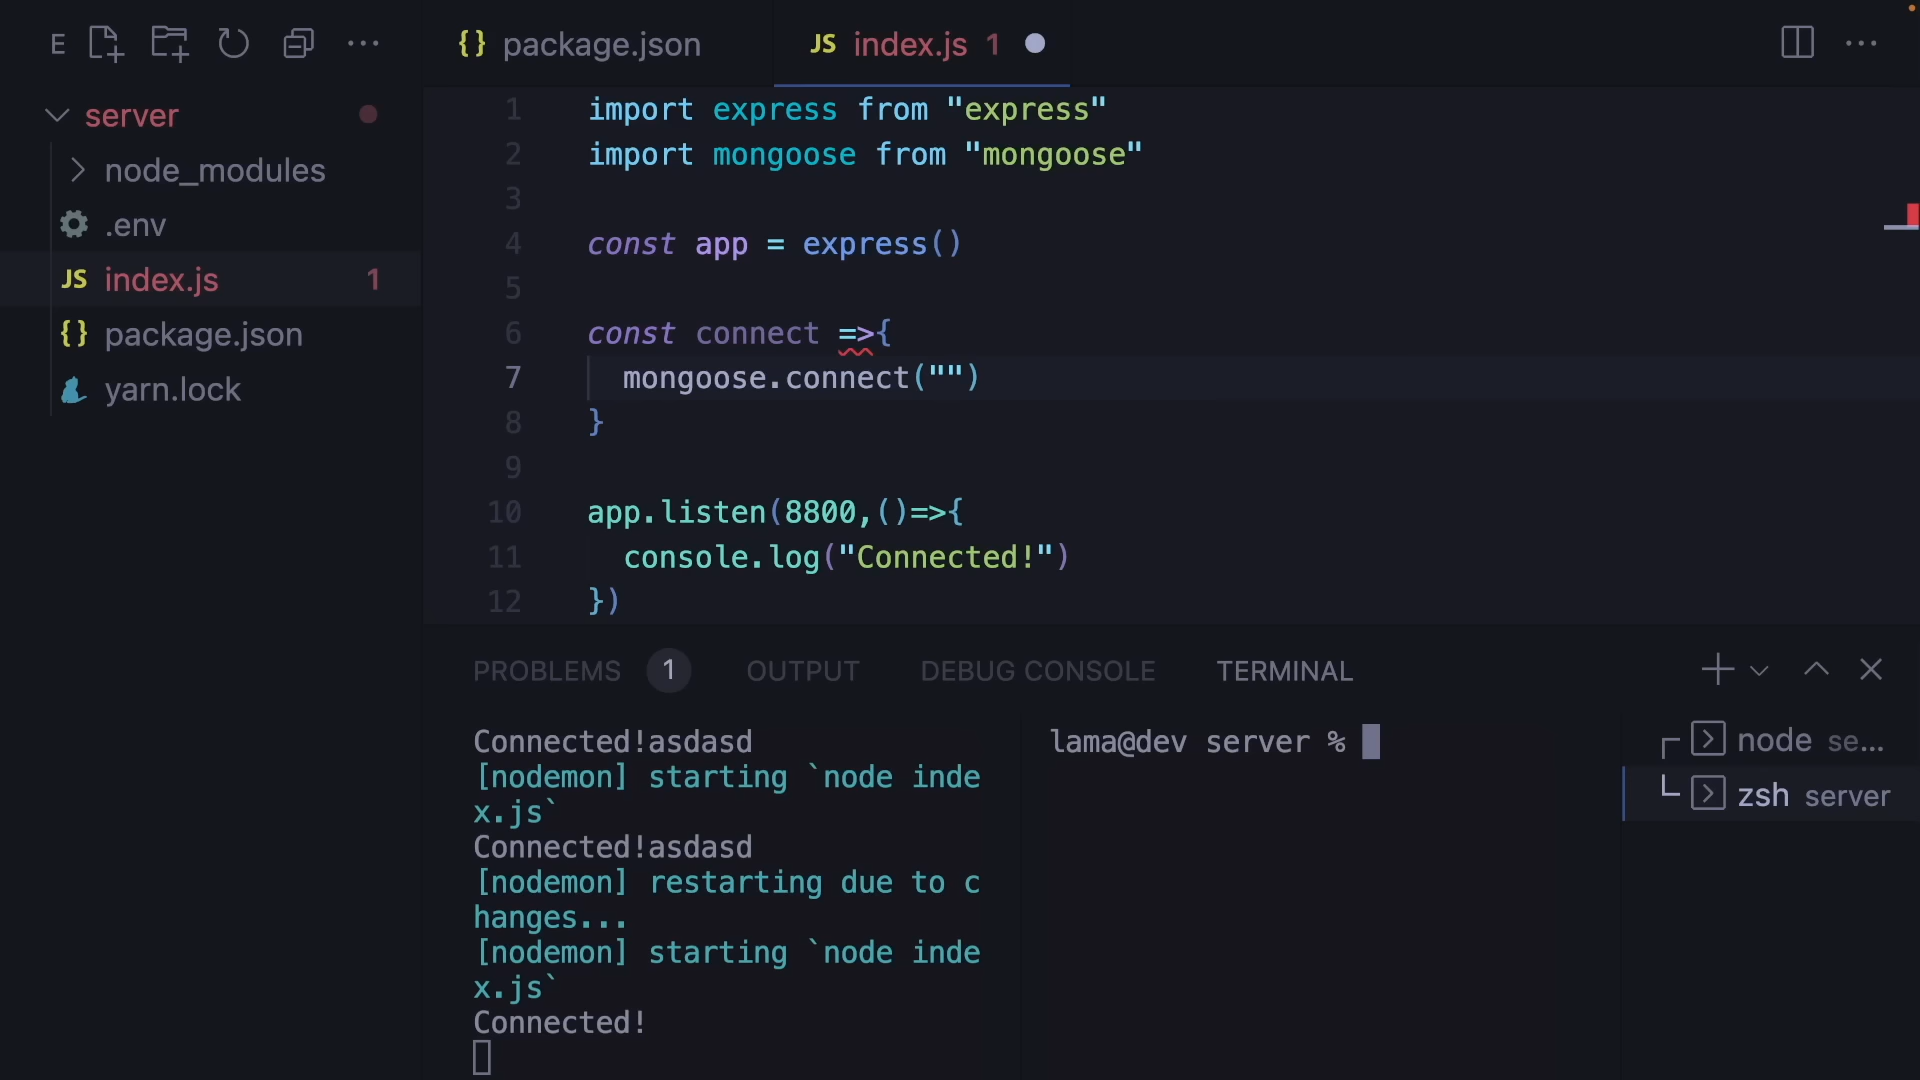 E
{} package.json
JS index.js 1
server
node_modules
.env
JS index.js 1
{} package.json
yarn.lock
1 import express from "express"
2 import mongoose from "mongoose"
3
4 const app = express()
5
6 const connect =>{
7 mongoose.connect("")
8 }
9
10 app.listen(8800,()=>{
11 console.log("Connected!")
12 })
PROBLEMS 1 OUTPUT DEBUG CONSOLE TERMINAL
Connected!asdasd
[nodemon] starting `node inde
x.js`
Connected!asdasd
[nodemon] restarting due to c
hanges...
[nodemon] starting `node inde
x.js`
Connected!
lama@dev server %
node se...
zsh server